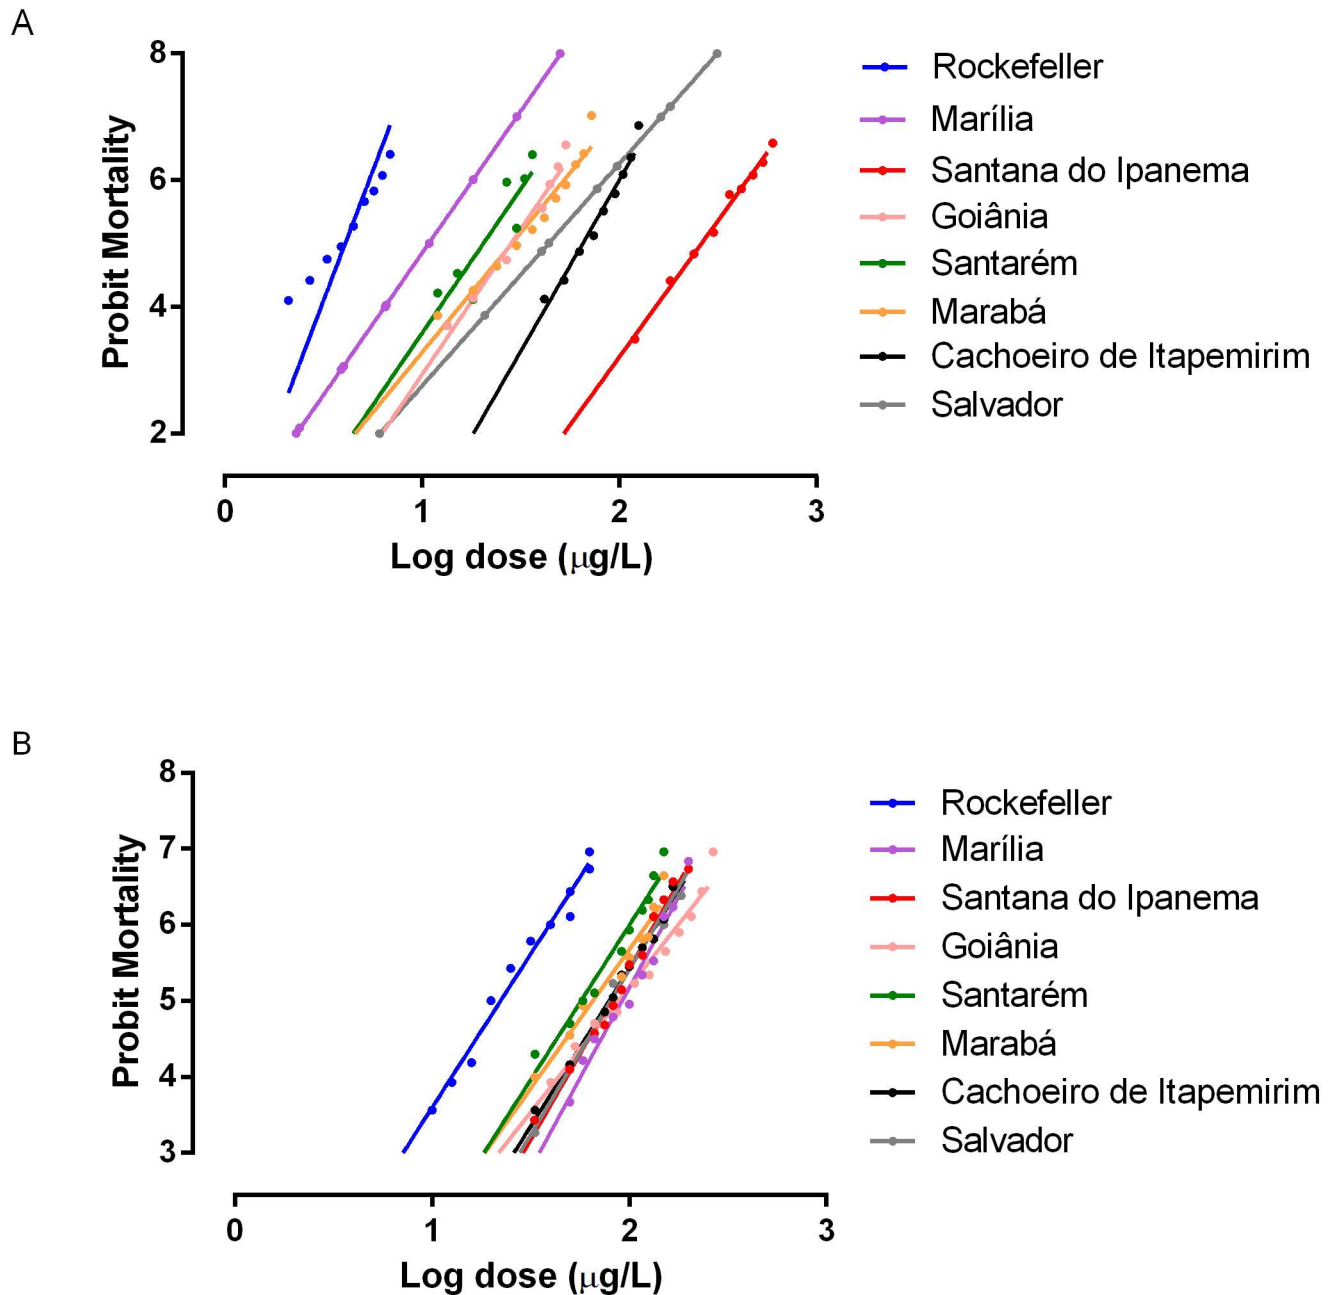 A
Probit Mortality
8
6
4
2
0 1 2 3
Log dose (μg/L)
Rockefeller
Marília
Santana do Ipanema
Goiânia
Santarém
Marabá
Cachoeiro de Itapemirim
Salvador
B
Probit Mortality
8
7
6
5
4
3
0 1 2 3
Log dose (μg/L)
Rockefeller
Marília
Santana do Ipanema
Goiânia
Santarém
Marabá
Cachoeiro de Itapemirim
Salvador